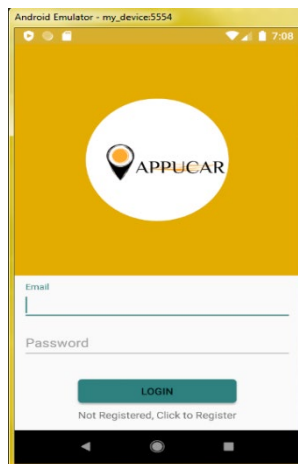 Android Emulator - my_device:5554
7:08
APPUCAR
Email
Password
LOGIN
Not Registered, Click to Register